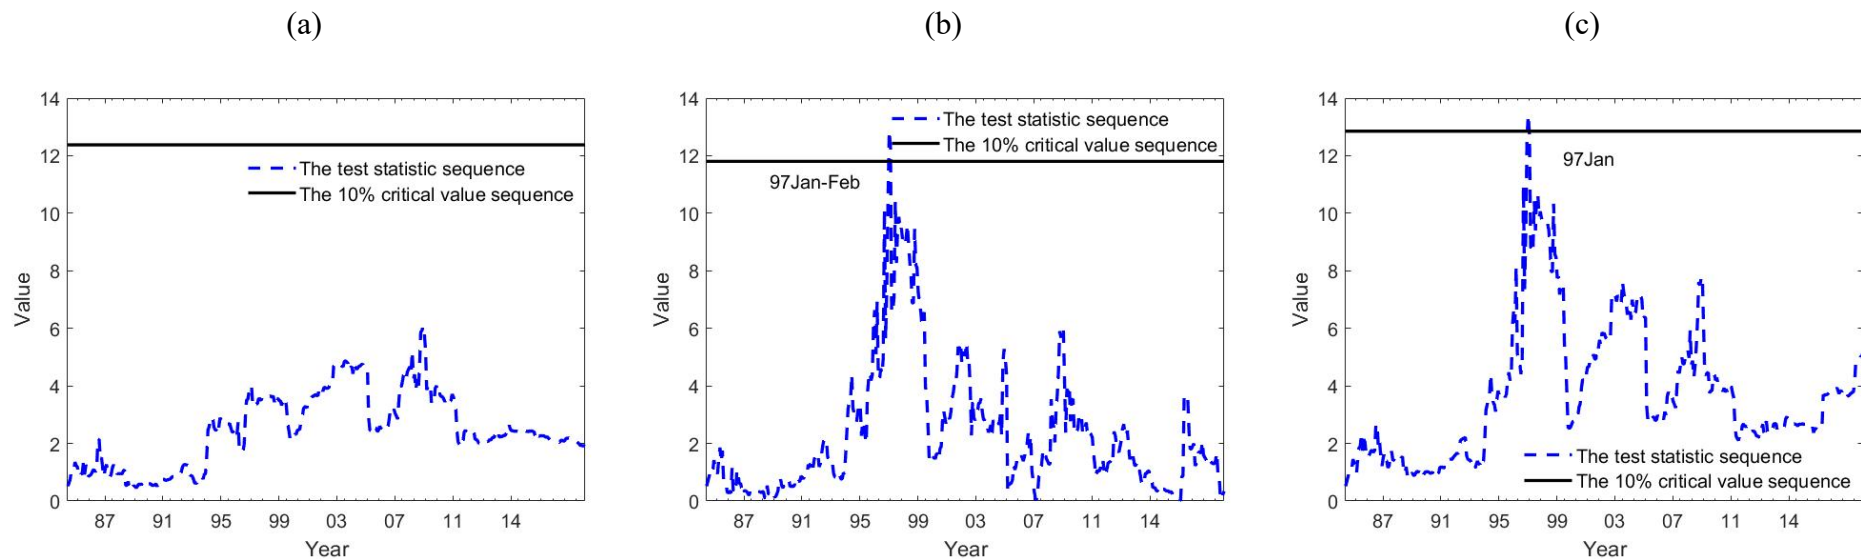 (a)
14
12
10
8
6
4
2
0
Value
The test statistic sequence
The 10% critical value sequence
87 91 95 99 03 07 11 14
Year
(b)
14
12
10
8
6
4
2
0
Value
The test statistic sequence
The 10% critical value sequence
97Jan-Feb
87 91 95 99 03 07 11 14
Year
(c)
14
12
10
8
6
4
2
0
Value
97Jan
The test statistic sequence
The 10% critical value sequence
87 91 95 99 03 07 11 14
Year